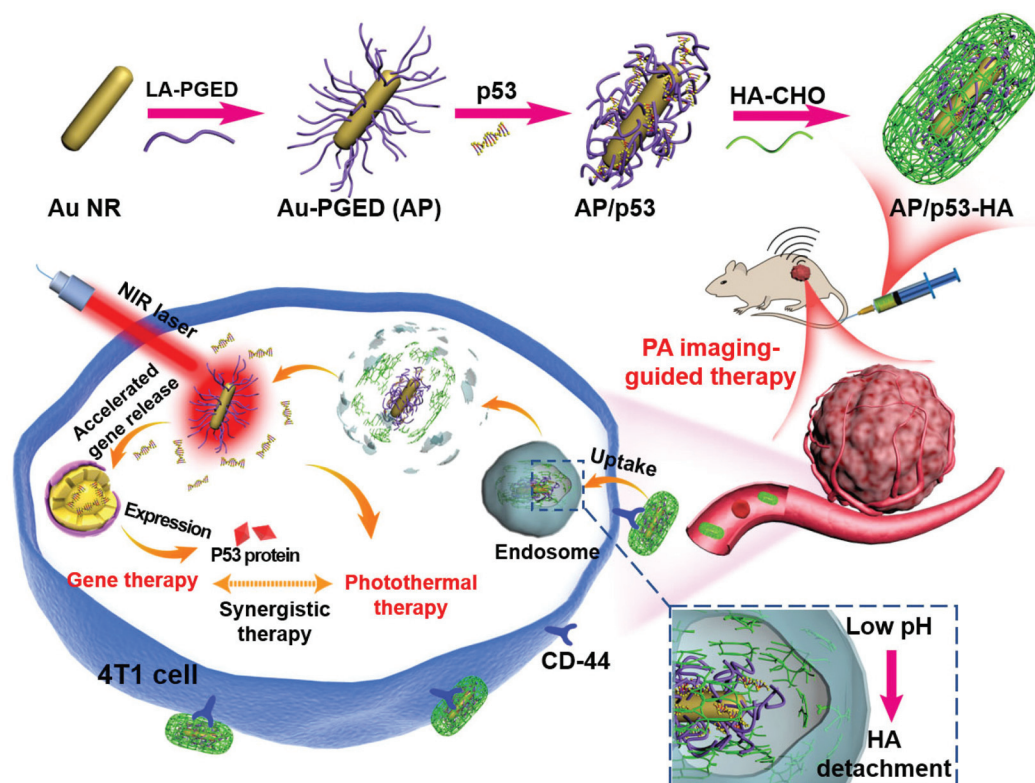 LA-PGED
p53
HA-CHO
Au NR
Au-PGED (AP)
AP/p53
AP/p53-HA
NIR laser
PA imaging-
guided therapy
Accelerated
gene release
Uptake
Expression
P53 protein
Endosome
Gene therapy
Photothermal
therapy
Synergistic
therapy
CD-44
4T1 cell
Low pH
HA
detachment